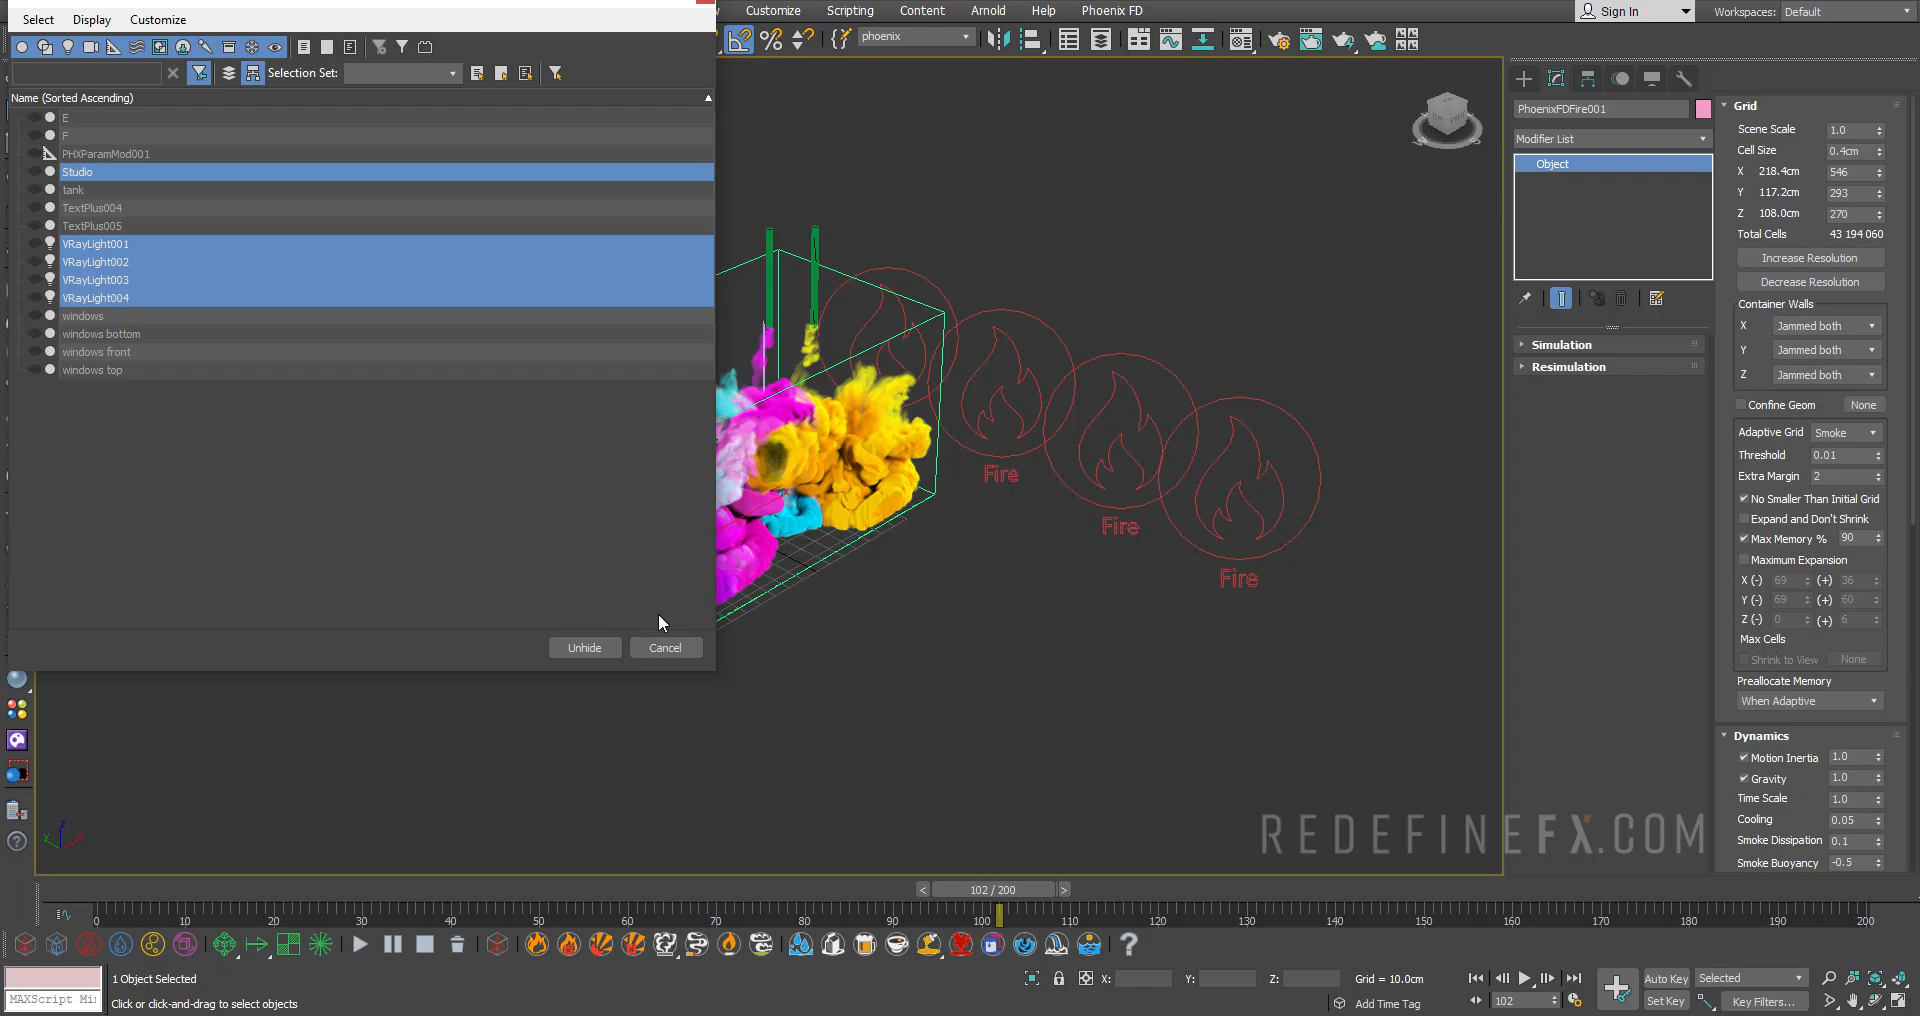 Select Display Customize
Customize Scripting Content Arnold Help Phoenix FD
Sign In
Workspaces: Default
phoenix
Selection Set:
Name (Sorted Ascending)
E
F
PHXParamMod001
Studio
tank
TextPlus004
TextPlus005
VRayLight001
VRayLight002
VRayLight003
VRayLight004
windows
windows bottom
windows front
windows top
Unhide Cancel
Fire
Fire
Fire
PhoenixFDFire001
Modifier List
Object
Simulation
Resimulation
Grid
Scene Scale 1.0
Cell Size 0.4cm
X 218.4cm 546
Y 117.2cm 293
Z 108.0cm 270
Total Cells 43 194 060
Increase Resolution
Decrease Resolution
Container Walls
X Jammed both
Y Jammed both
Z Jammed both
Confine Geom None
Adaptive Grid Smoke
Threshold 0.01
Extra Margin 2
No Smaller Than Initial Grid
Expand and Don't Shrink
Max Memory % 90
Maximum Expansion
X (-) 69 (+) 36
Y (-) 69 (+) 60
Z (-) 0 (+) 6
Max Cells
Shrink to View None
Preallocate Memory
When Adaptive
Dynamics
Motion Inertia 1.0
Gravity 1.0
Time Scale 1.0
Cooling 0.05
Smoke Dissipation 0.1
Smoke Buoyancy -0.5
REDEFINEFX.COM
z
y
x
< 102 / 200 >
0 10 20 30 40 50 60 70 80 90 100 110 120 130 140 150 160 170 180 190 200
MAXScript Mi
1 Object Selected
Click or click-and-drag to select objects
X: Y: Z: Grid = 10.0cm
Add Time Tag
102
Auto Key Selected
Set Key Key Filters...